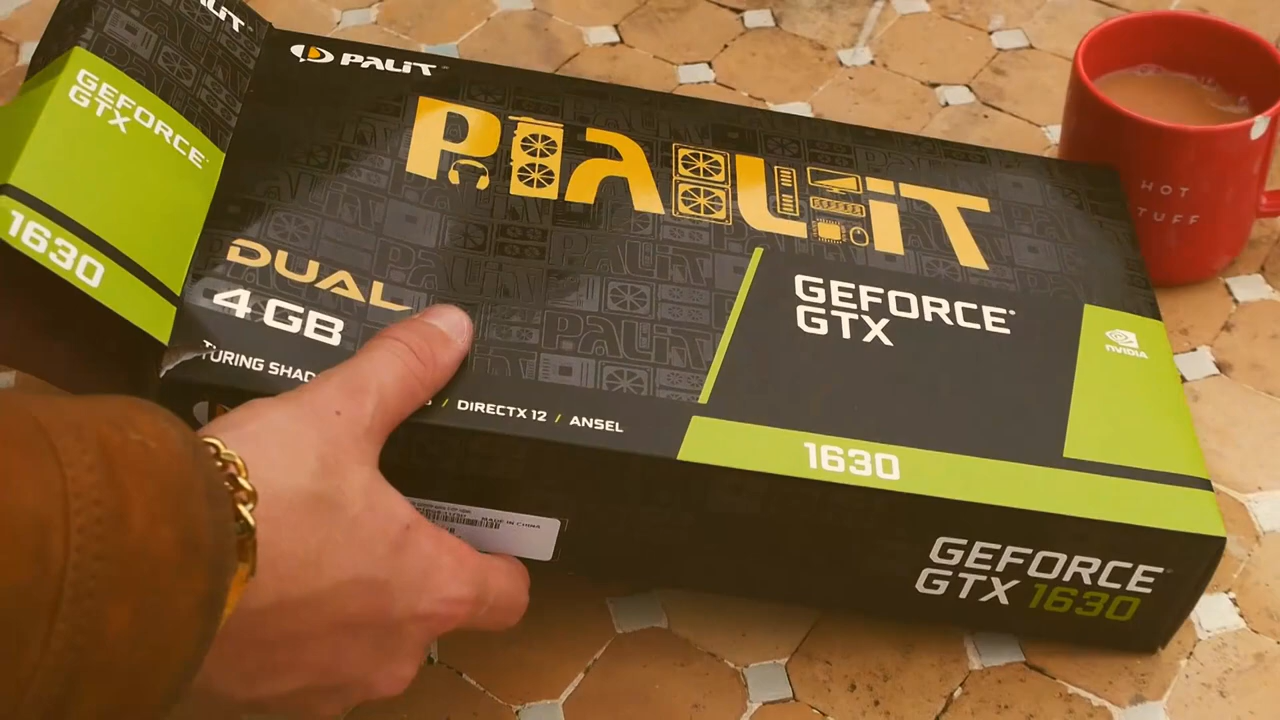 GEFORCE
GTX
1630
PALiT
PALiT
DUAL
4 GB
TURING SHAD
/ DIRECTX 12 / ANSEL
GEFORCE
GTX
1630
NVIDIA
GEFORCE
GTX 1630
MADE IN CHINA
HOT
TUFF